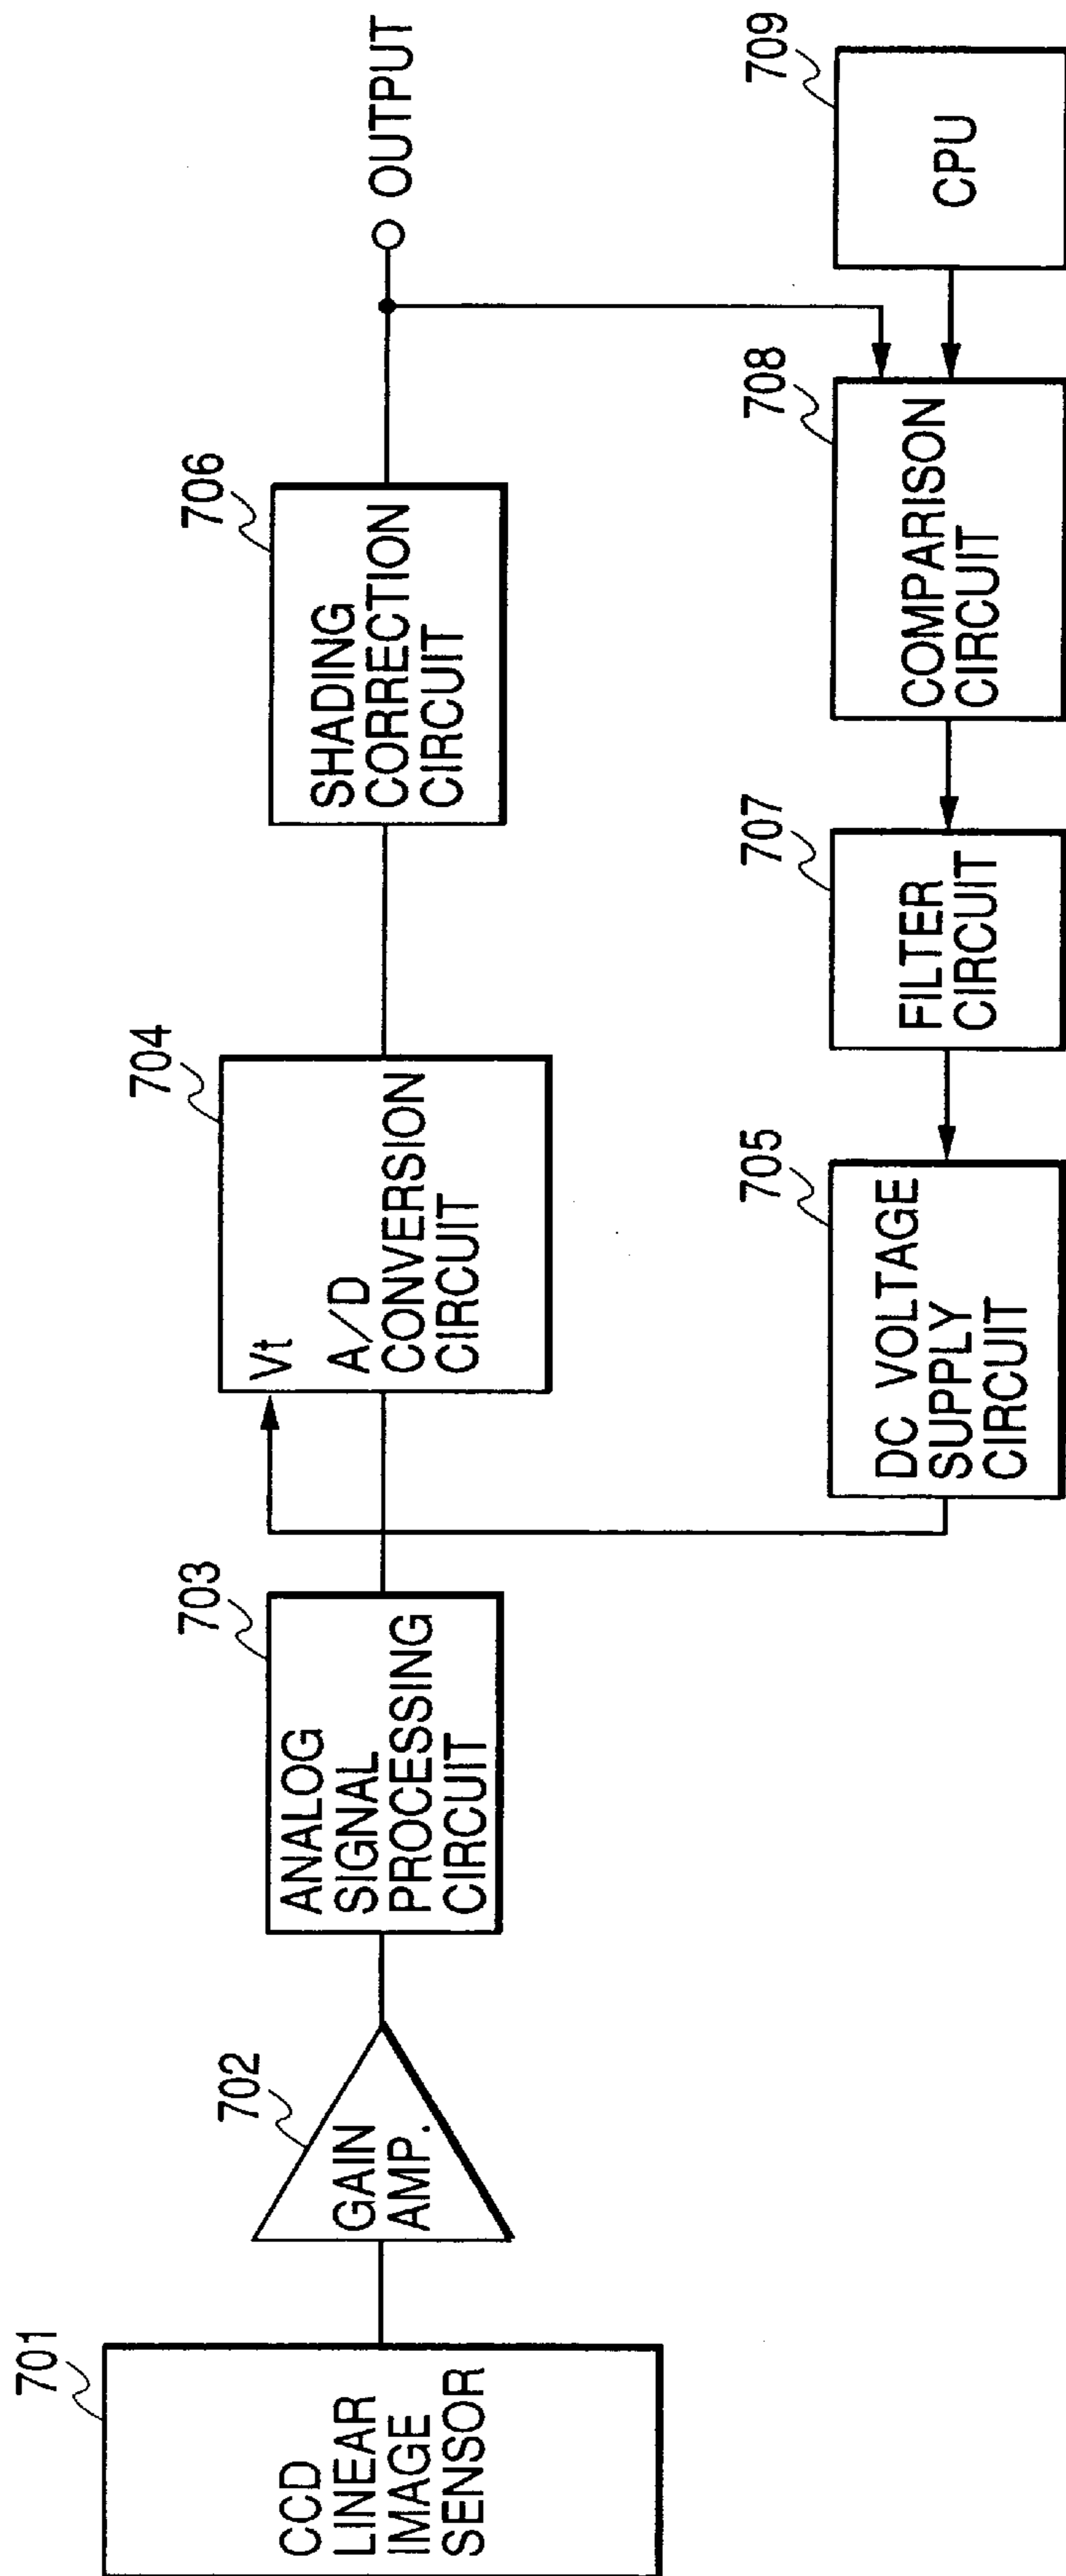 701
CCD
LINEAR
IMAGE
SENSOR
702
GAIN
AMP.
703
ANALOG
SIGNAL
PROCESSING
CIRCUIT
704
Vt
A/D
CONVERSION
CIRCUIT
706
SHADING
CORRECTION
CIRCUIT
OUTPUT
705
DC VOLTAGE
SUPPLY
CIRCUIT
707
FILTER
CIRCUIT
708
COMPARISON
CIRCUIT
709
CPU